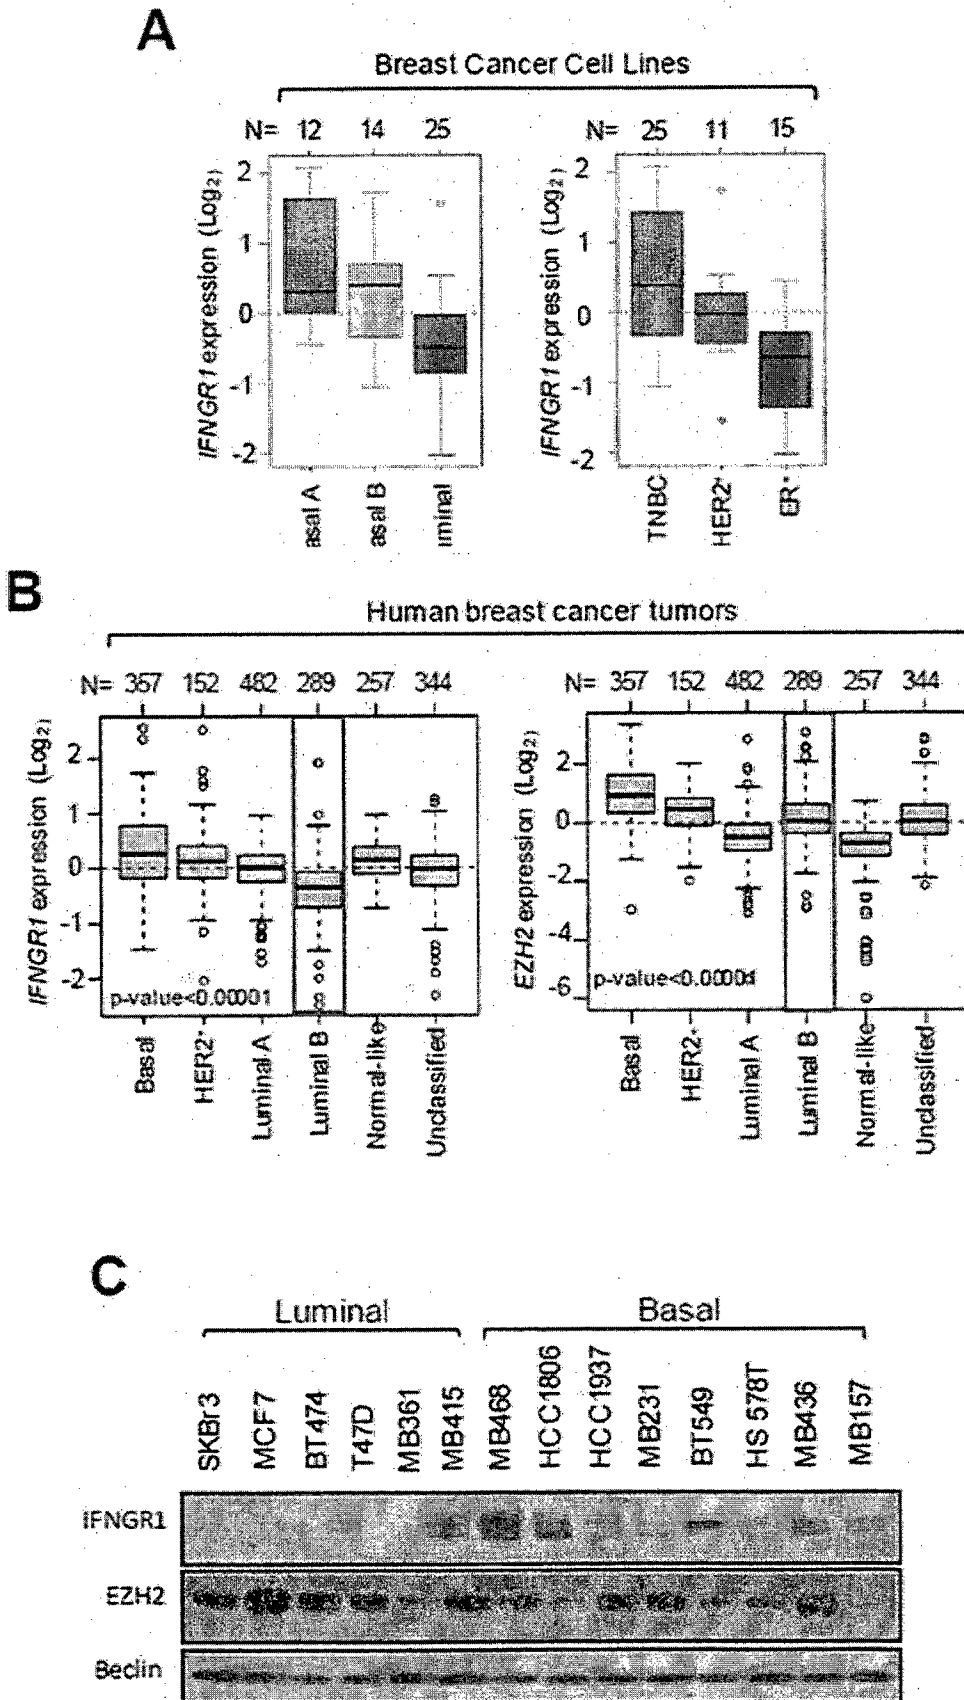 A
Breast Cancer Cell Lines
N= 12 14 25
N= 25 11 15
IFNGR1 expression (Log2)
2
1
0
-1
-2
asal A
asal B
iminal
IFNGR1 expression (Log2)
2
1
0
-1
-2
TNBC
HER2+
ER+
B
Human breast cancer tumors
N= 357 152 482 289 257 344
N= 357 152 482 289 257 344
IFNGR1 expression (Log2)
2
1
0
-1
-2
p-value<0.00001
Basal
HER2+
Luminal A
Luminal B
Normal-like
Unclassified
EZH2 expression (Log2)
2
0
-2
-4
-6
p-value<0.00001
Basal
HER2+
Luminal A
Luminal B
Normal-like
Unclassified
C
Luminal Basal
SKBr3
MCF7
BT474
T47D
MB361
MB415
MB468
HCC1806
HCC1937
MB231
BT549
HS 578T
MB436
MB157
IFNGR1
EZH2
Beclin